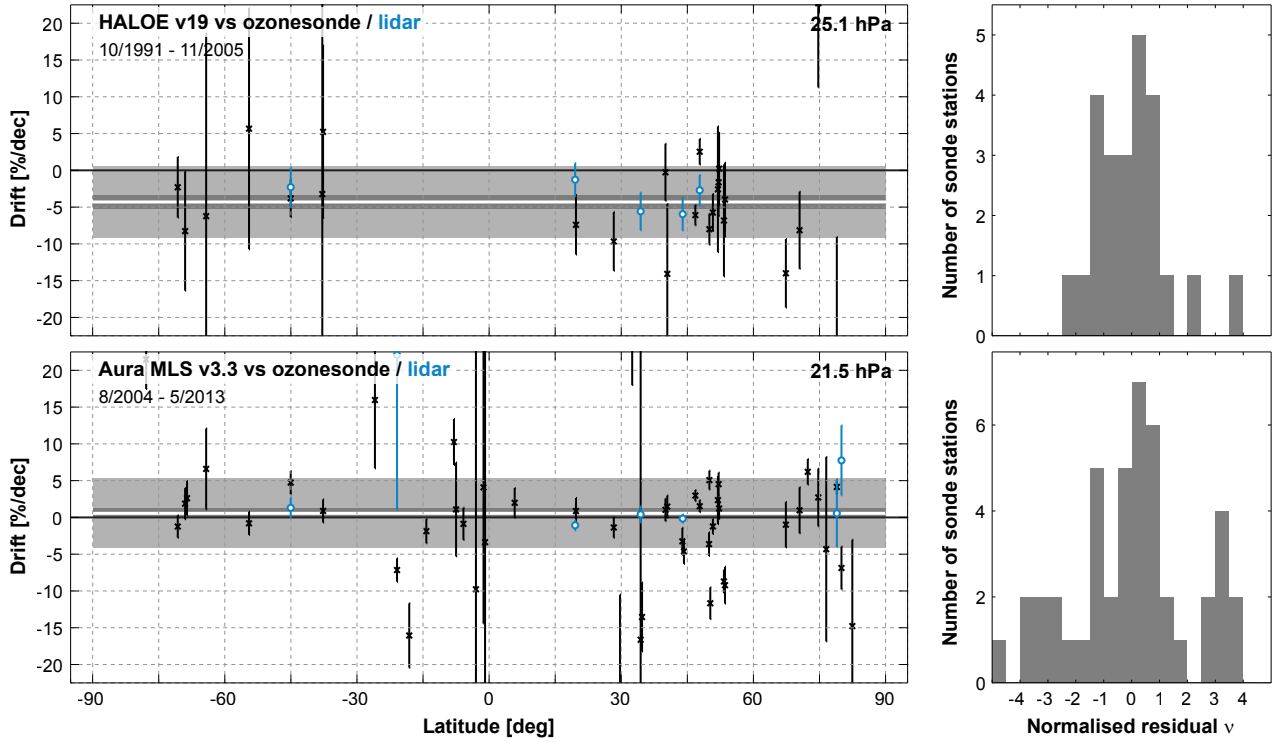 HALOE v19 vs ozonesonde / lidar
10/1991 - 11/2005
25.1 hPa
Drift [%/dec]
20
15
10
5
0
-5
-10
-15
-20
Number of sonde stations
5
4
3
2
1
0
Aura MLS v3.3 vs ozonesonde / lidar
8/2004 - 5/2013
21.5 hPa
Drift [%/dec]
20
15
10
5
0
-5
-10
-15
-20
-90 -60 -30 0 30 60 90
Latitude [deg]
Number of sonde stations
6
4
2
0
-4 -3 -2 -1 0 1 2 3 4
Normalised residual ν